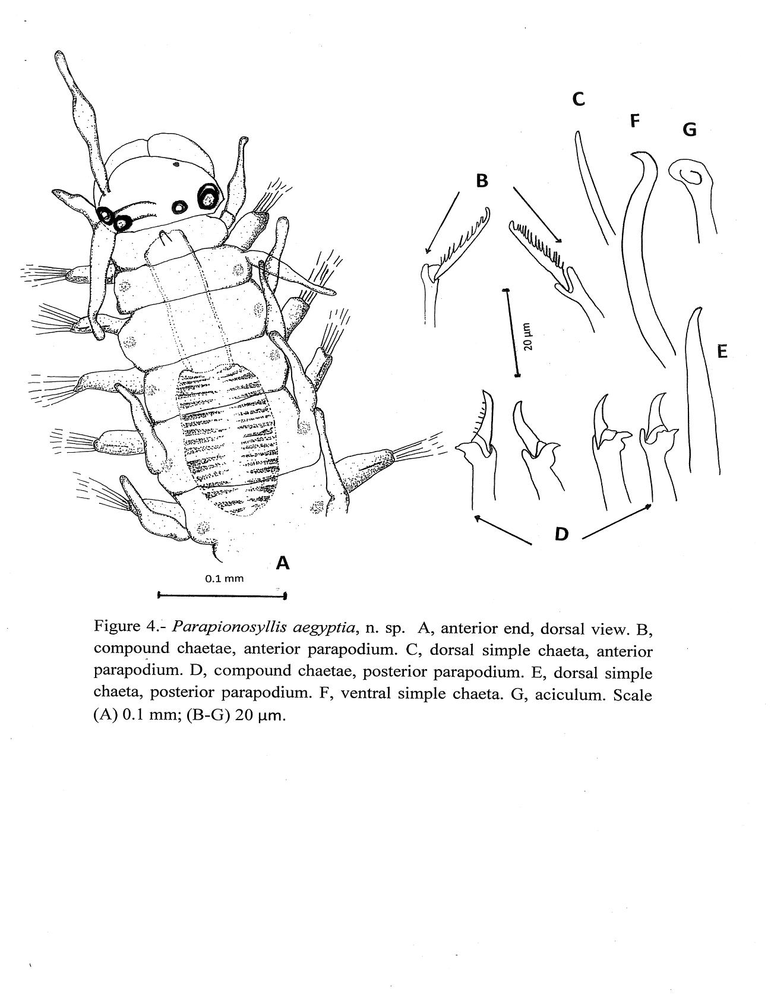 C
F
G
B
20 µm
E
D
A
0.1 mm
Figure 4.- Parapionosyllis aegyptia, n. sp. A, anterior end, dorsal view. B,
compound chaetae, anterior parapodium. C, dorsal simple chaeta, anterior
parapodium. D, compound chaetae, posterior parapodium. E, dorsal simple
chaeta, posterior parapodium. F, ventral simple chaeta. G, aciculum. Scale
(A) 0.1 mm; (B-G) 20 µm.